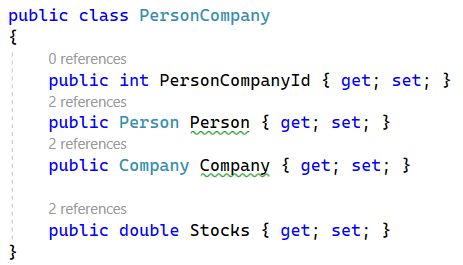 public class PersonCompany
{
0 references
public int PersonCompanyId { get; set; }
2 references
public Person Person { get; set; }
2 references
public Company Company { get; set; }
2 references
public double Stocks { get; set; }
}